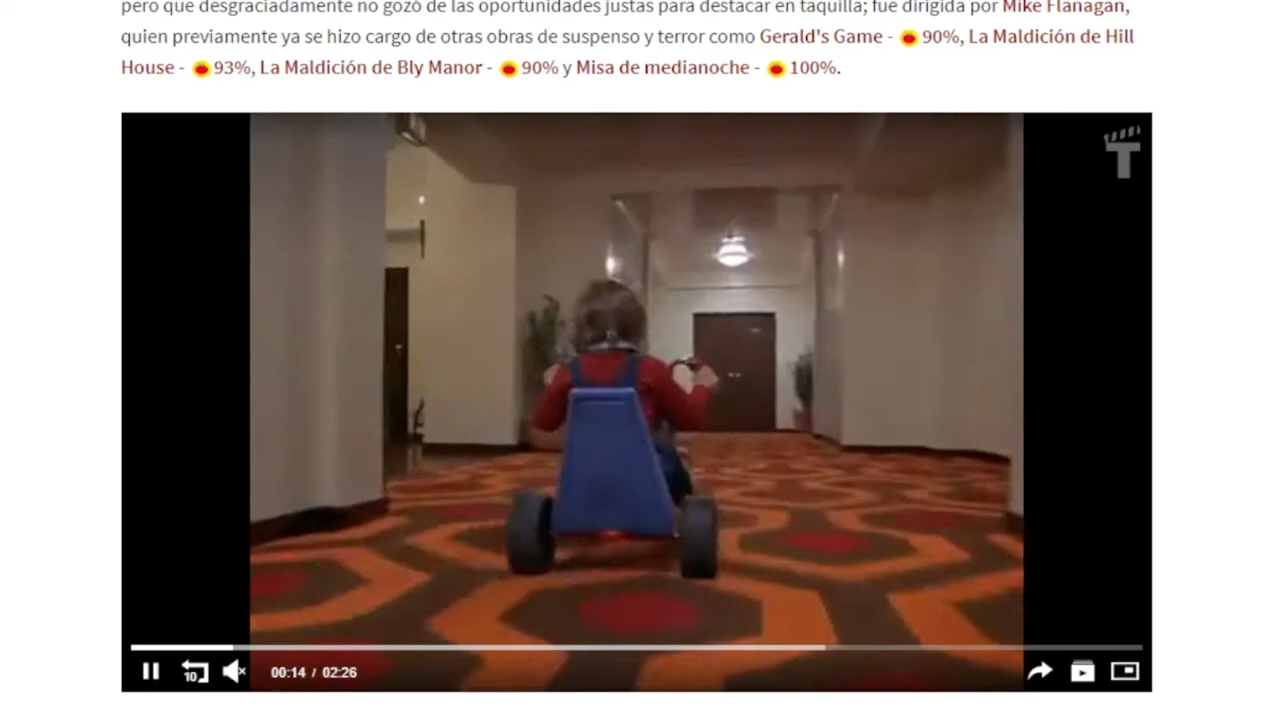 pero que desgraciadamente no gozó de las oportunidades justas para destacar en taquilla; fue dirigida por Mike Flanagan,
quien previamente ya se hizo cargo de otras obras de suspenso y terror como Gerald's Game - 90%, La Maldición de Hill
House - 93%, La Maldición de Bly Manor - 90% y Misa de medianoche - 100%.
T
10
00:14 / 02:26